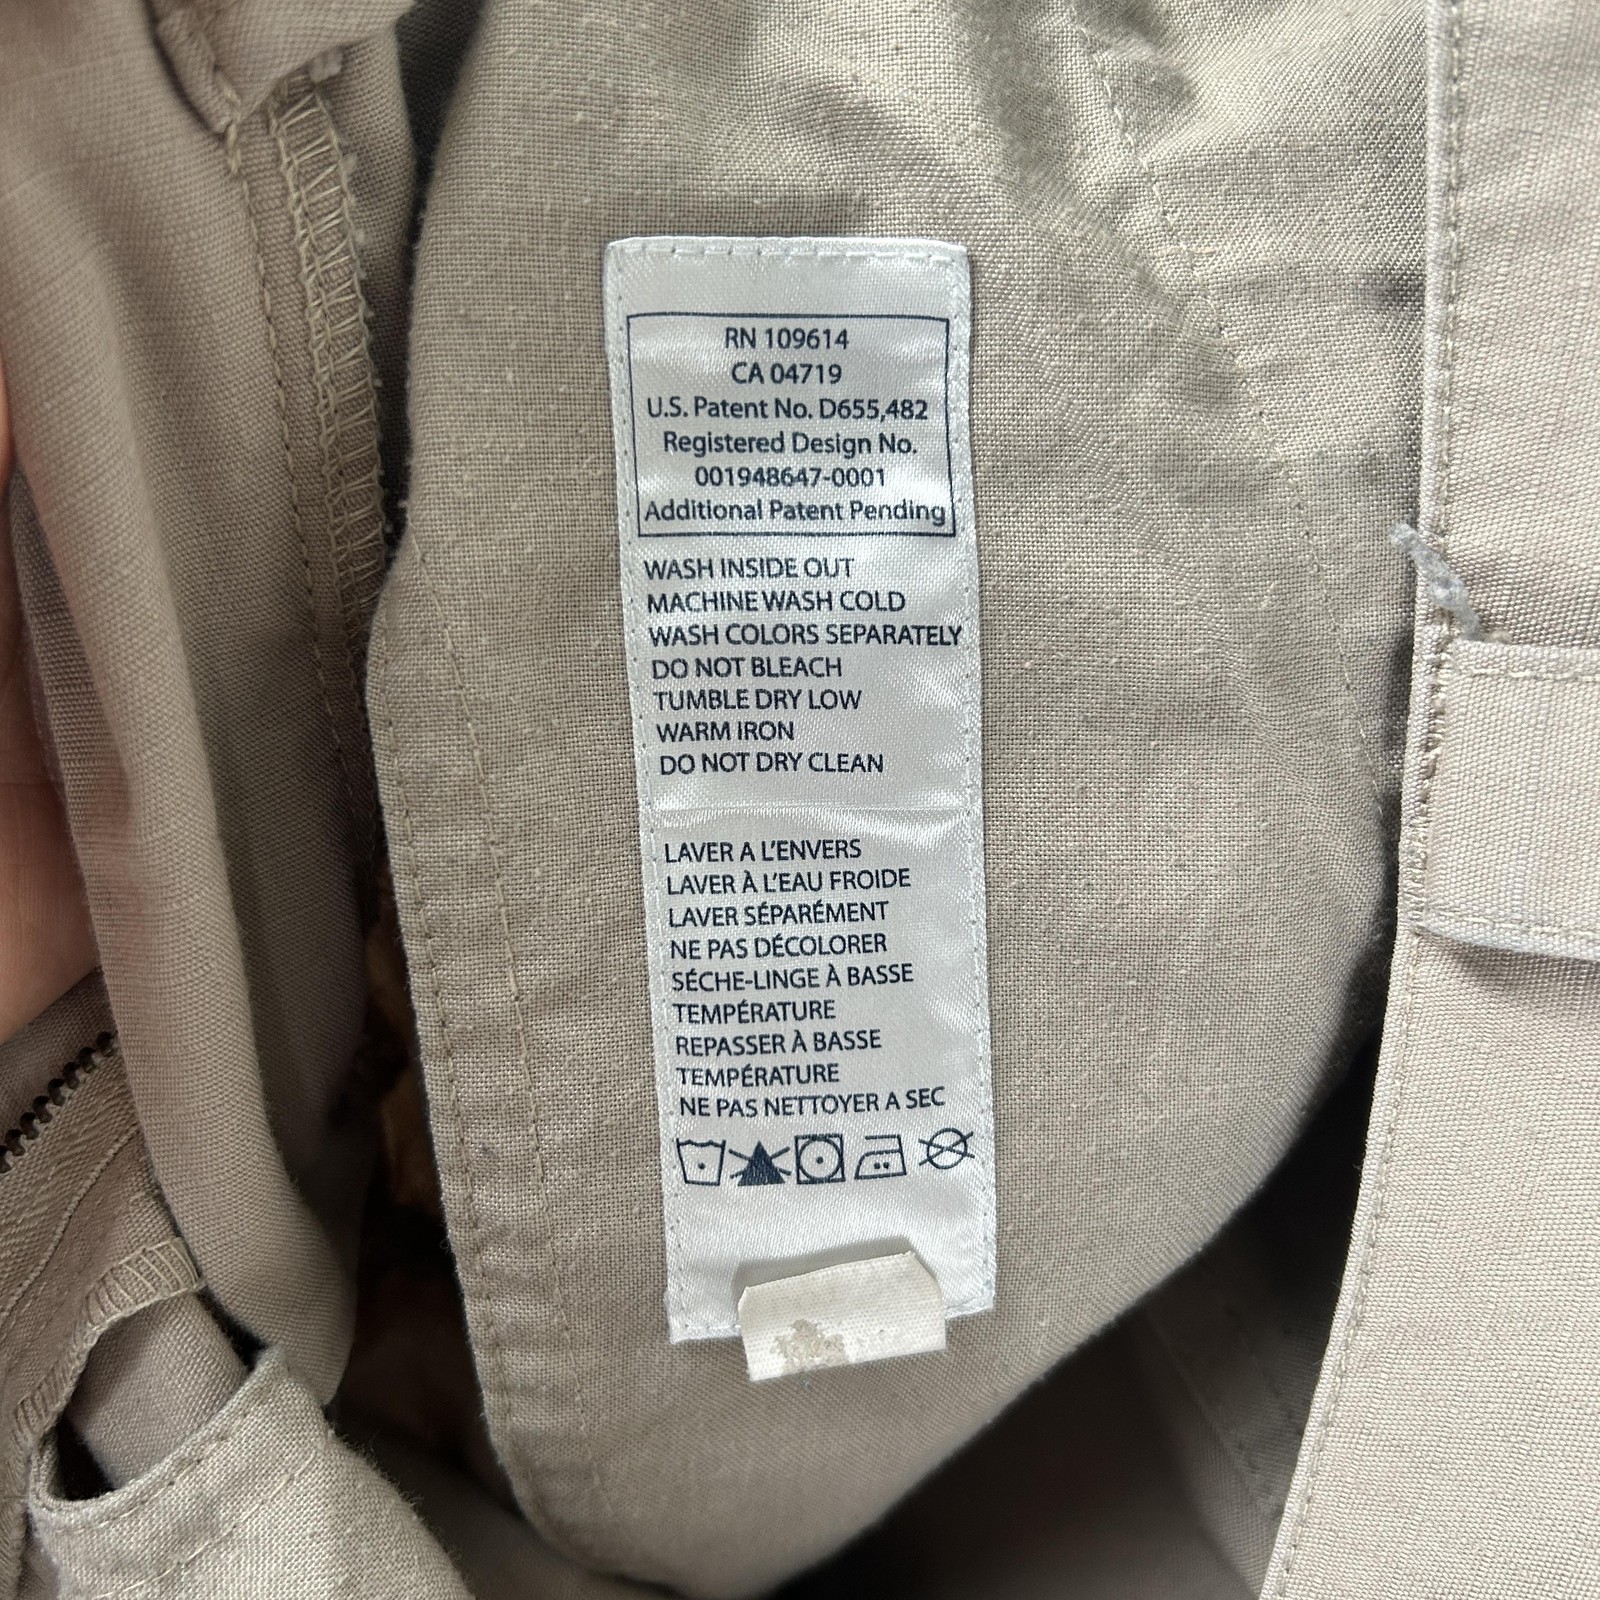 RN 109614
CA 04719
U.S. Patent No. D655,482
Registered Design No.
001948647-0001
Additional Patent Pending
WASH INSIDE OUT
MACHINE WASH COLD
WASH COLORS SEPARATELY
DO NOT BLEACH
TUMBLE DRY LOW
WARM IRON
DO NOT DRY CLEAN
LAVER A L'ENVERS
LAVER À L'EAU FROIDE
LAVER SÉPARÉMENT
NE PAS DÉCOLORER
SÉCHE-LINGE À BASSE
TEMPÉRATURE
REPASSER À BASSE
TEMPÉRATURE
NE PAS NETTOYER A SEC